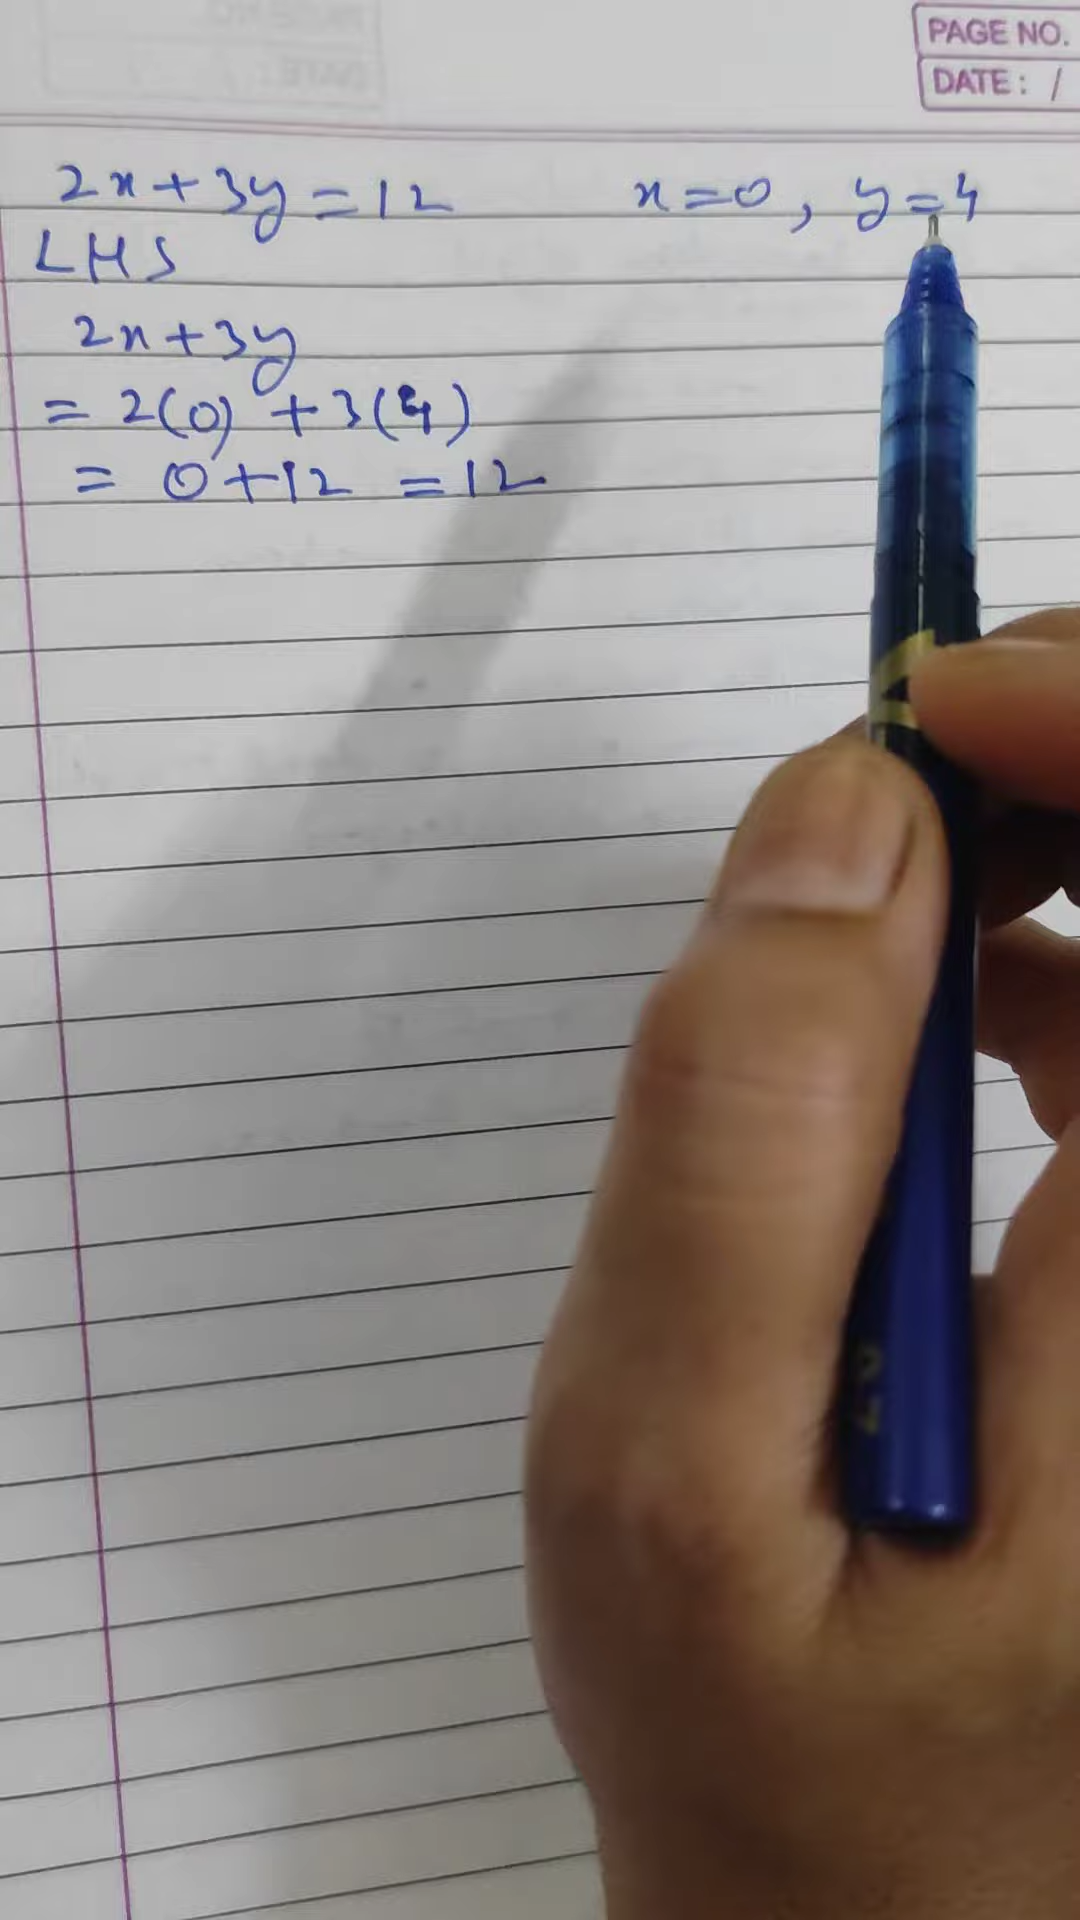 PAGE NO.
DATE: /
2x+3y=12 x=0, y=4
LHS
2x+3y
= 2(0) +3(4)
= 0+12 =12